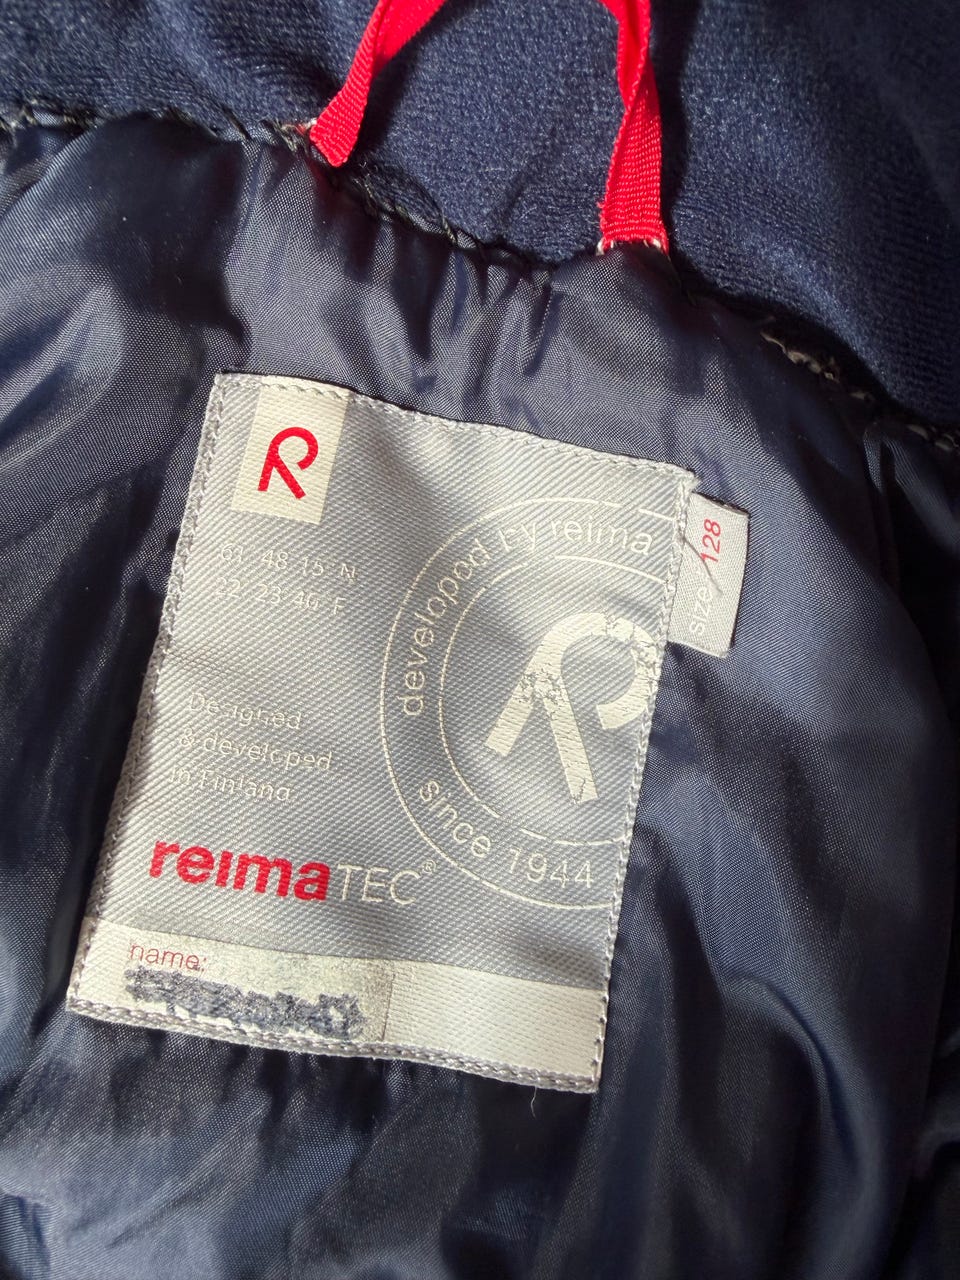 R
61 48 15 N
22 23 40 F
Designed
& developed
in Finland
developed by reima
since 1944
size/128
reimaTEC®
name: